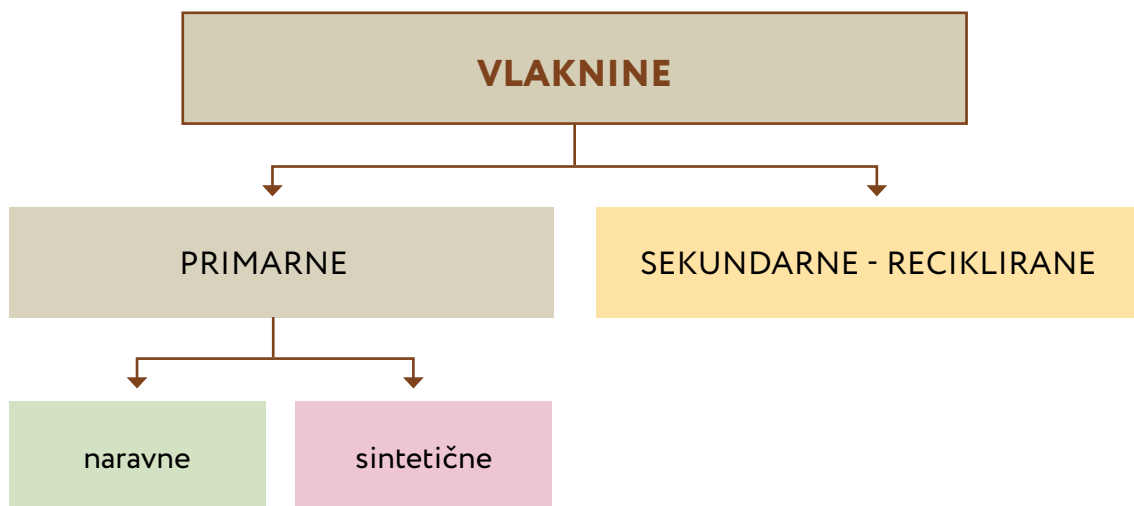 VLAKNINE
PRIMARNE
SEKUNDARNE - RECIKLIRANE
naravne
sintetične